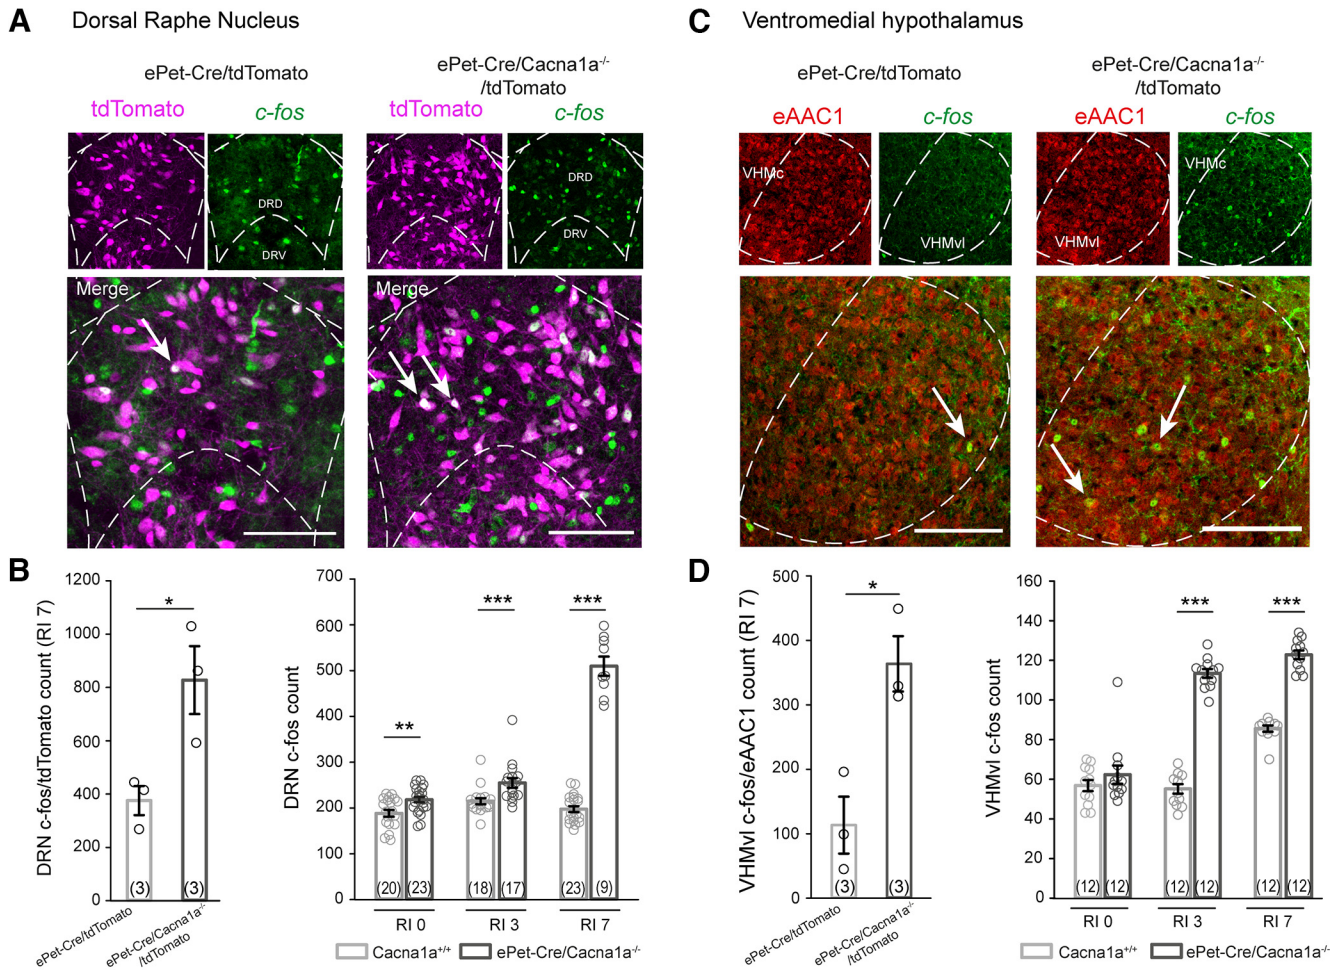 A Dorsal Raphe Nucleus
ePet-Cre/tdTomato
tdTomato c-fos
DRD
DRV
Merge
ePet-Cre/Cacna1a-/-
/tdTomato
tdTomato c-fos
DRD
DRV
Merge
B
DRN c-fos/tdTomato count (RI 7)
1200
1000
800
600
400
200
0
*
(3) (3)
ePet-Cre/tdTomato
ePet-Cre/Cacna1a-/-
/tdTomato
DRN c-fos count
700
600
500
400
300
200
100
0
** *** ***
(20) (23) (18) (17) (23) (9)
RI 0 RI 3 RI 7
Cacna1a+/+ ePet-Cre/Cacna1a-/-
C Ventromedial hypothalamus
ePet-Cre/tdTomato
eAAC1 c-fos
VHMc
VHMvl
ePet-Cre/Cacna1a-/-
/tdTomato
eAAC1 c-fos
VHMvl
VHMc
D
VHMvl c-fos/eAAC1 count (RI 7)
500
400
300
200
100
0
*
(3) (3)
ePet-Cre/tdTomato
ePet-Cre/Cacna1a-/-
/tdTomato
VHMvl c-fos count
160
140
120
100
80
60
40
20
0
*** ***
(12) (12) (12) (12) (12) (12)
RI 0 RI 3 RI 7
Cacna1a+/+ ePet-Cre/Cacna1a-/-